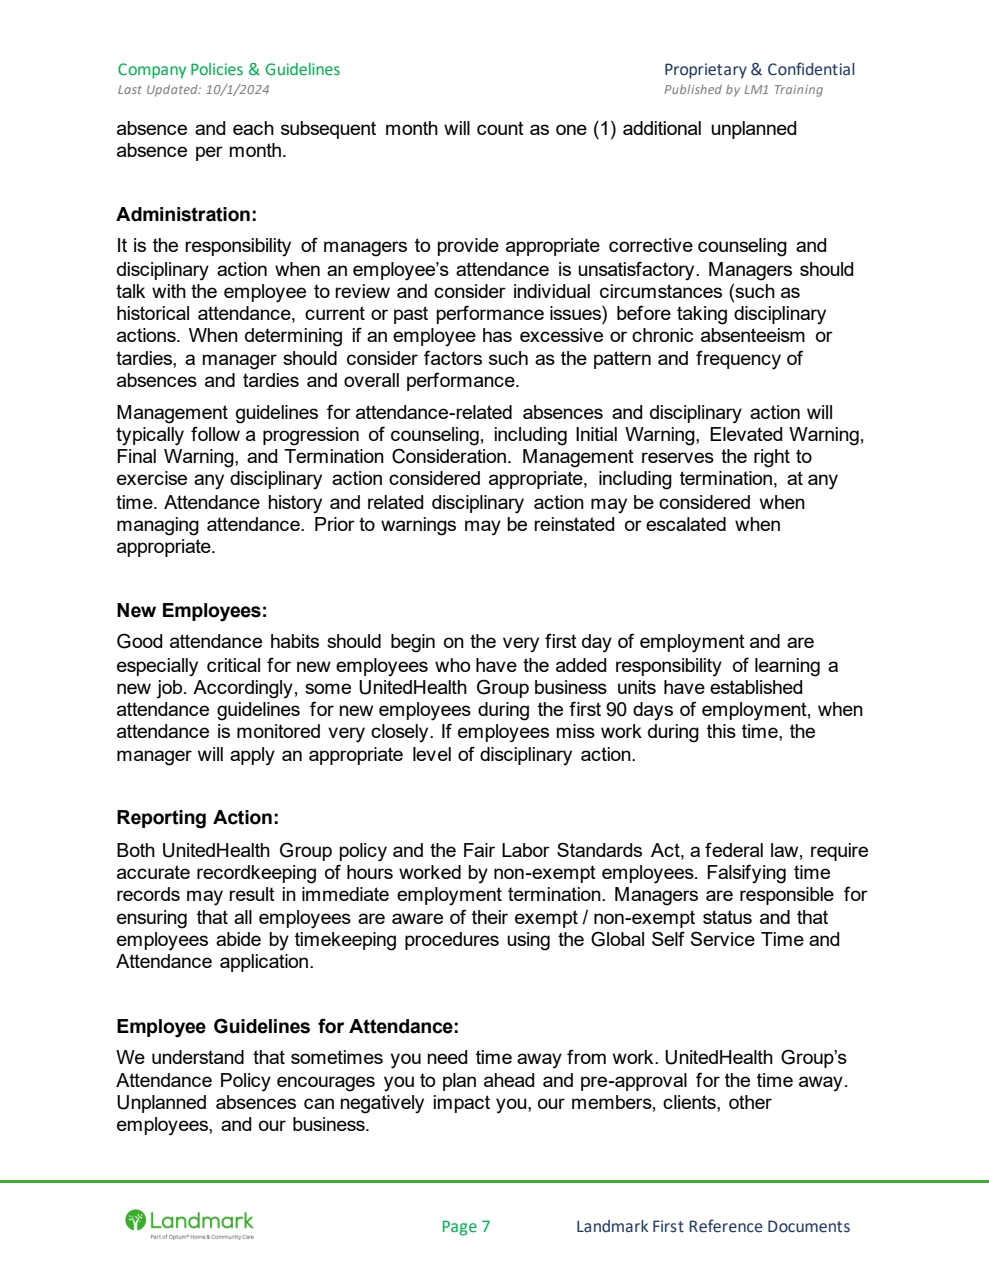 Company Policies & Guidelines
Proprietary & Confidential
Last Updated: 10/1/2024
Published by LM1 Training
absence and each subsequent month will count as one (1) additional unplanned
absence per month.
Administration:
It is the responsibility of managers to provide appropriate corrective counseling and
disciplinary action when an employee’s attendance is unsatisfactory. Managers should
talk with the employee to review and consider individual circumstances (such as
historical attendance, current or past performance issues) before taking disciplinary
actions. When determining if an employee has excessive or chronic absenteeism or
tardies, a manager should consider factors such as the pattern and frequency of
absences and tardies and overall performance.
Management guidelines for attendance-related absences and disciplinary action will
typically follow a progression of counseling, including Initial Warning, Elevated Warning,
Final Warning, and Termination Consideration. Management reserves the right to
exercise any disciplinary action considered appropriate, including termination, at any
time. Attendance history and related disciplinary action may be considered when
managing attendance. Prior to warnings may be reinstated or escalated when
appropriate.
New Employees:
Good attendance habits should begin on the very first day of employment and are
especially critical for new employees who have the added responsibility of learning a
new job. Accordingly, some UnitedHealth Group business units have established
attendance guidelines for new employees during the first 90 days of employment, when
attendance is monitored very closely. If employees miss work during this time, the
manager will apply an appropriate level of disciplinary action.
Reporting Action:
Both UnitedHealth Group policy and the Fair Labor Standards Act, a federal law, require
accurate recordkeeping of hours worked by non-exempt employees. Falsifying time
records may result in immediate employment termination. Managers are responsible for
ensuring that all employees are aware of their exempt / non-exempt status and that
employees abide by timekeeping procedures using the Global Self Service Time and
Attendance application.
Employee Guidelines for Attendance:
We understand that sometimes you need time away from work. UnitedHealth Group’s
Attendance Policy encourages you to plan ahead and pre-approval for the time away.
Unplanned absences can negatively impact you, our members, clients, other
employees, and our business.
Landmark
Part of Optum® Home & Community Care
Page 7
Landmark First Reference Documents